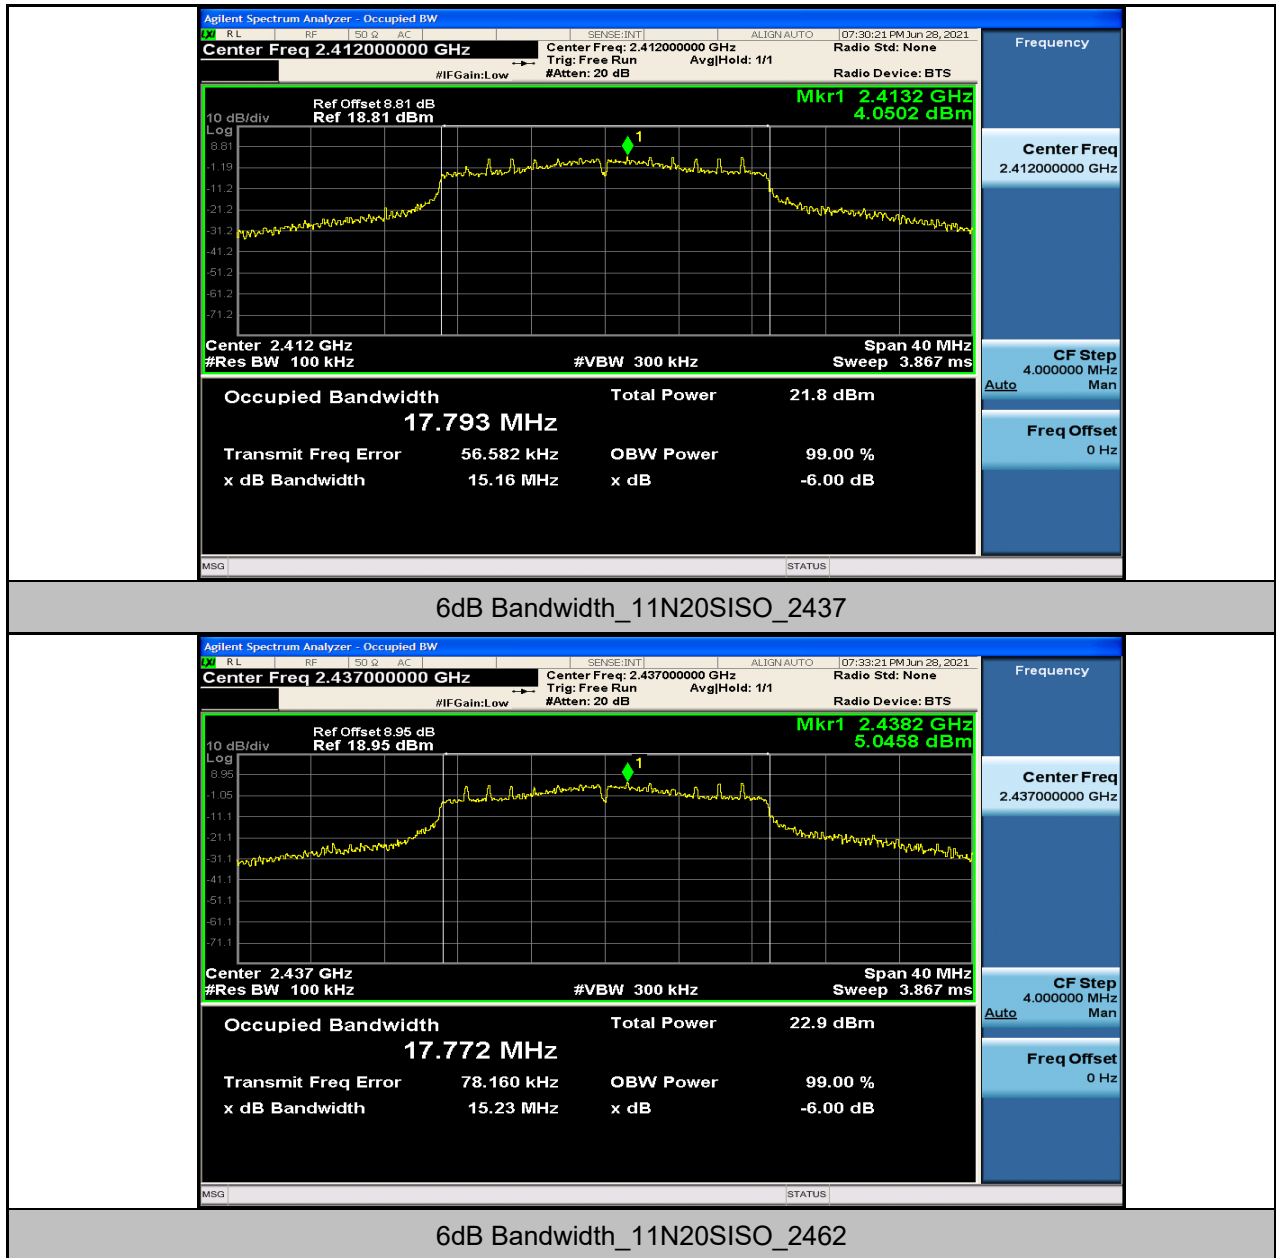 Agilent Spectrum Analyzer - Occupied BW
LXI RL RF 50 Ω AC SENSE:INT ALIGN AUTO 07:30:21 PM Jun 28, 2021
Center Freq 2.412000000 GHz
Center Freq: 2.412000000 GHz Radio Std: None
Trig: Free Run Avg|Hold: 1/1
#IFGain:Low #Atten: 20 dB Radio Device: BTS
Mkr1 2.4132 GHz
4.0502 dBm
Ref Offset 8.81 dB
10 dB/div Ref 18.81 dBm
Log
1
8.81
-1.19
-11.2
-21.2
-31.2
-41.2
-51.2
-61.2
-71.2
Center 2.412 GHz Span 40 MHz
#Res BW 100 kHz #VBW 300 kHz Sweep 3.867 ms
Occupied Bandwidth Total Power 21.8 dBm
17.793 MHz
Transmit Freq Error 56.582 kHz OBW Power 99.00 %
x dB Bandwidth 15.16 MHz x dB -6.00 dB
MSG STATUS
Frequency
Center Freq
2.412000000 GHz
CF Step
4.000000 MHz
Auto Man
Freq Offset
0 Hz
6dB Bandwidth_11N20SISO_2437
Agilent Spectrum Analyzer - Occupied BW
LXI RL RF 50 Ω AC SENSE:INT ALIGN AUTO 07:33:21 PM Jun 28, 2021
Center Freq 2.437000000 GHz
Center Freq: 2.437000000 GHz Radio Std: None
Trig: Free Run Avg|Hold: 1/1
#IFGain:Low #Atten: 20 dB Radio Device: BTS
Mkr1 2.4382 GHz
5.0458 dBm
Ref Offset 8.95 dB
10 dB/div Ref 18.95 dBm
Log
1
8.95
-1.05
-11.1
-21.1
-31.1
-41.1
-51.1
-61.1
-71.1
Center 2.437 GHz Span 40 MHz
#Res BW 100 kHz #VBW 300 kHz Sweep 3.867 ms
Occupied Bandwidth Total Power 22.9 dBm
17.772 MHz
Transmit Freq Error 78.160 kHz OBW Power 99.00 %
x dB Bandwidth 15.23 MHz x dB -6.00 dB
MSG STATUS
Frequency
Center Freq
2.437000000 GHz
CF Step
4.000000 MHz
Auto Man
Freq Offset
0 Hz
6dB Bandwidth_11N20SISO_2462